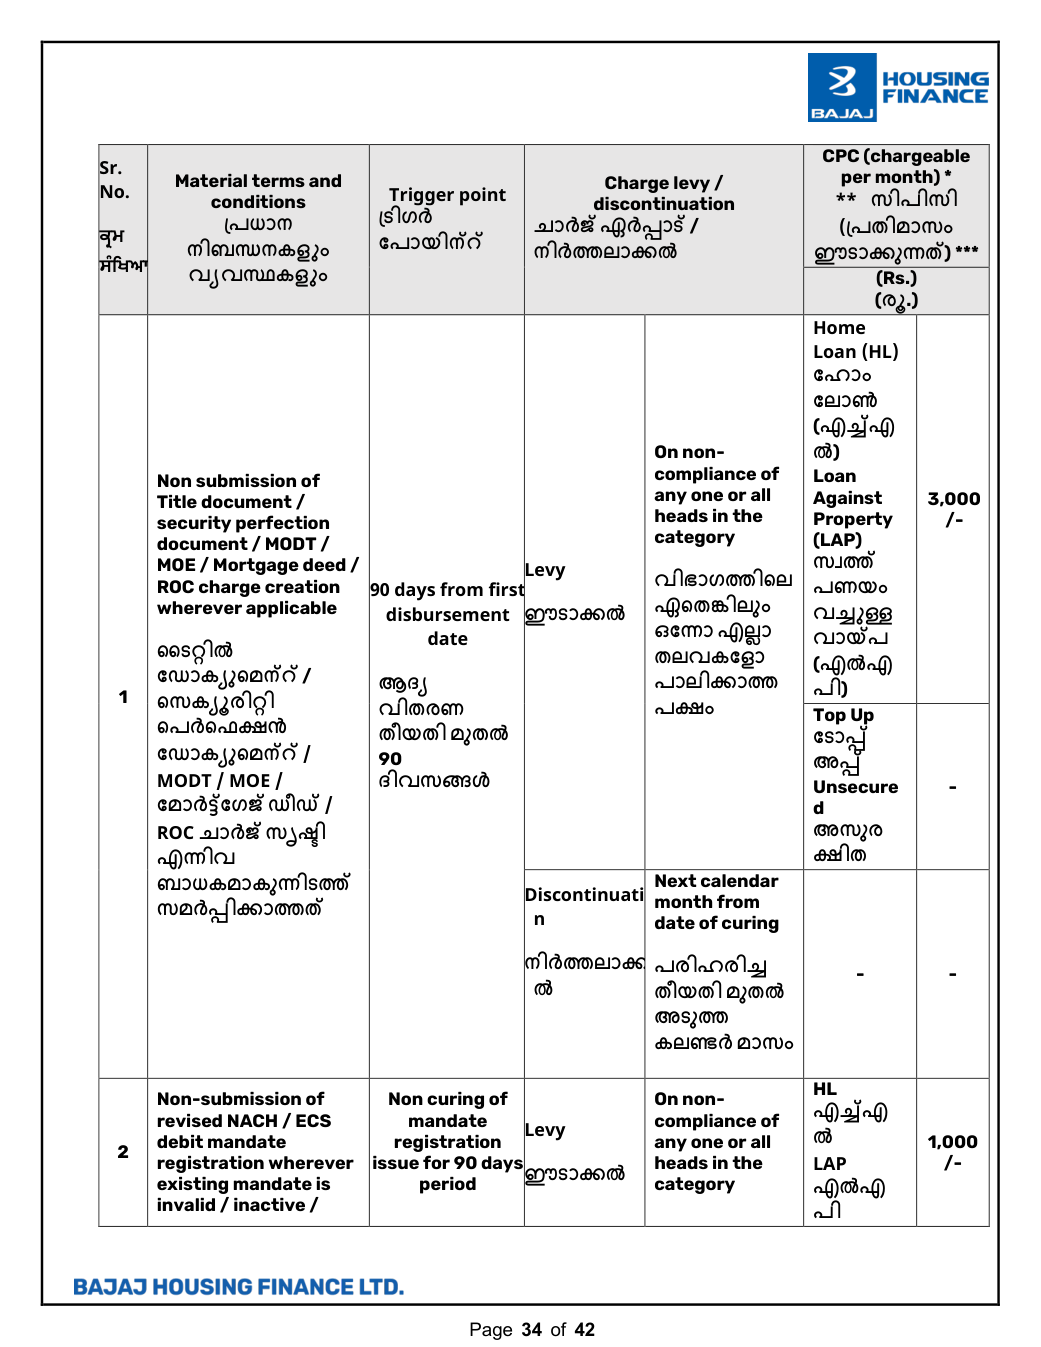 HOUSING
FINANCE
BAJAJ
Sr.
No.
ਕ੍ਰਮ
ਸੰਖਿਆ
Material terms and
conditions
പ്രധാന
നിബന്ധനകളും
വ്യവസ്ഥകളും
Trigger point
ട്രിഗർ
പോയിന്റ്
Charge levy /
discontinuation
ചാർജ് ഏർപ്പാട് /
നിർത്തലാക്കൽ
CPC (chargeable
per month) *
** സിപിസി
(പ്രതിമാസം
ഈടാക്കുന്നത്) ***
(Rs.)
(രൂ.)
1
Non submission of
Title document /
security perfection
document / MODT /
MOE / Mortgage deed /
ROC charge creation
wherever applicable
ടൈറ്റിൽ
ഡോക്യുമെന്റ് /
സെക്യൂരിറ്റി
പെർഫെക്ഷൻ
ഡോക്യുമെന്റ് /
MODT / MOE /
മോർട്ട്ഗേജ് ഡീഡ് /
ROC ചാർജ് സൃഷ്ടി
എന്നിവ
ബാധകമാകുന്നിടത്ത്
സമർപ്പിക്കാത്തത്
90 days from first
disbursement
date
ആദ്യ
വിതരണ
തീയതി മുതൽ
90
ദിവസങ്ങൾ
Levy
ഈടാക്കൽ
On non-
compliance of
any one or all
heads in the
category
വിഭാഗത്തിലെ
ഏതെങ്കിലും
ഒന്നോ എല്ലാ
തലവകളോ
പാലിക്കാത്ത
പക്ഷം
Home
Loan (HL)
ഹോം
ലോൺ
(എച്ച്എ
ൽ)
Loan
Against
Property
(LAP)
സ്വത്ത്
പണയം
വച്ചുള്ള
വായ്പ
(എൽഎ
പി)
3,000
/-
Top Up
ടോപ്പ്
അപ്പ്
Unsecure
d
അസുര
ക്ഷിത
-
Discontinuati
n
നിർത്തലാക്ക
ൽ
Next calendar
month from
date of curing
പരിഹരിച്ച
തീയതി മുതൽ
അടുത്ത
കലണ്ടർ മാസം
-
-
2
Non-submission of
revised NACH / ECS
debit mandate
registration wherever
existing mandate is
invalid / inactive /
Non curing of
mandate
registration
issue for 90 days
period
Levy
ഈടാക്കൽ
On non-
compliance of
any one or all
heads in the
category
HL
എച്ച്എ
ൽ
LAP
എൽഎ
പി
1,000
/-
BAJAJ HOUSING FINANCE LTD.
Page 34 of 42